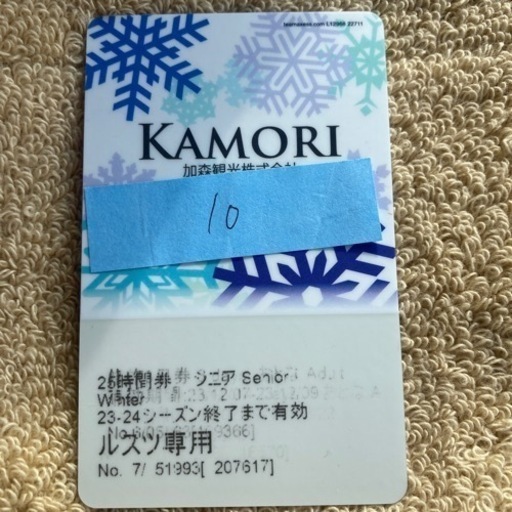 KAMORI
加森観光株式会社
10
25時間券 シニア Senior
Winter
23-24シーズン終了まで有効
ルスツ専用
No. 7/ 51993[ 207617]